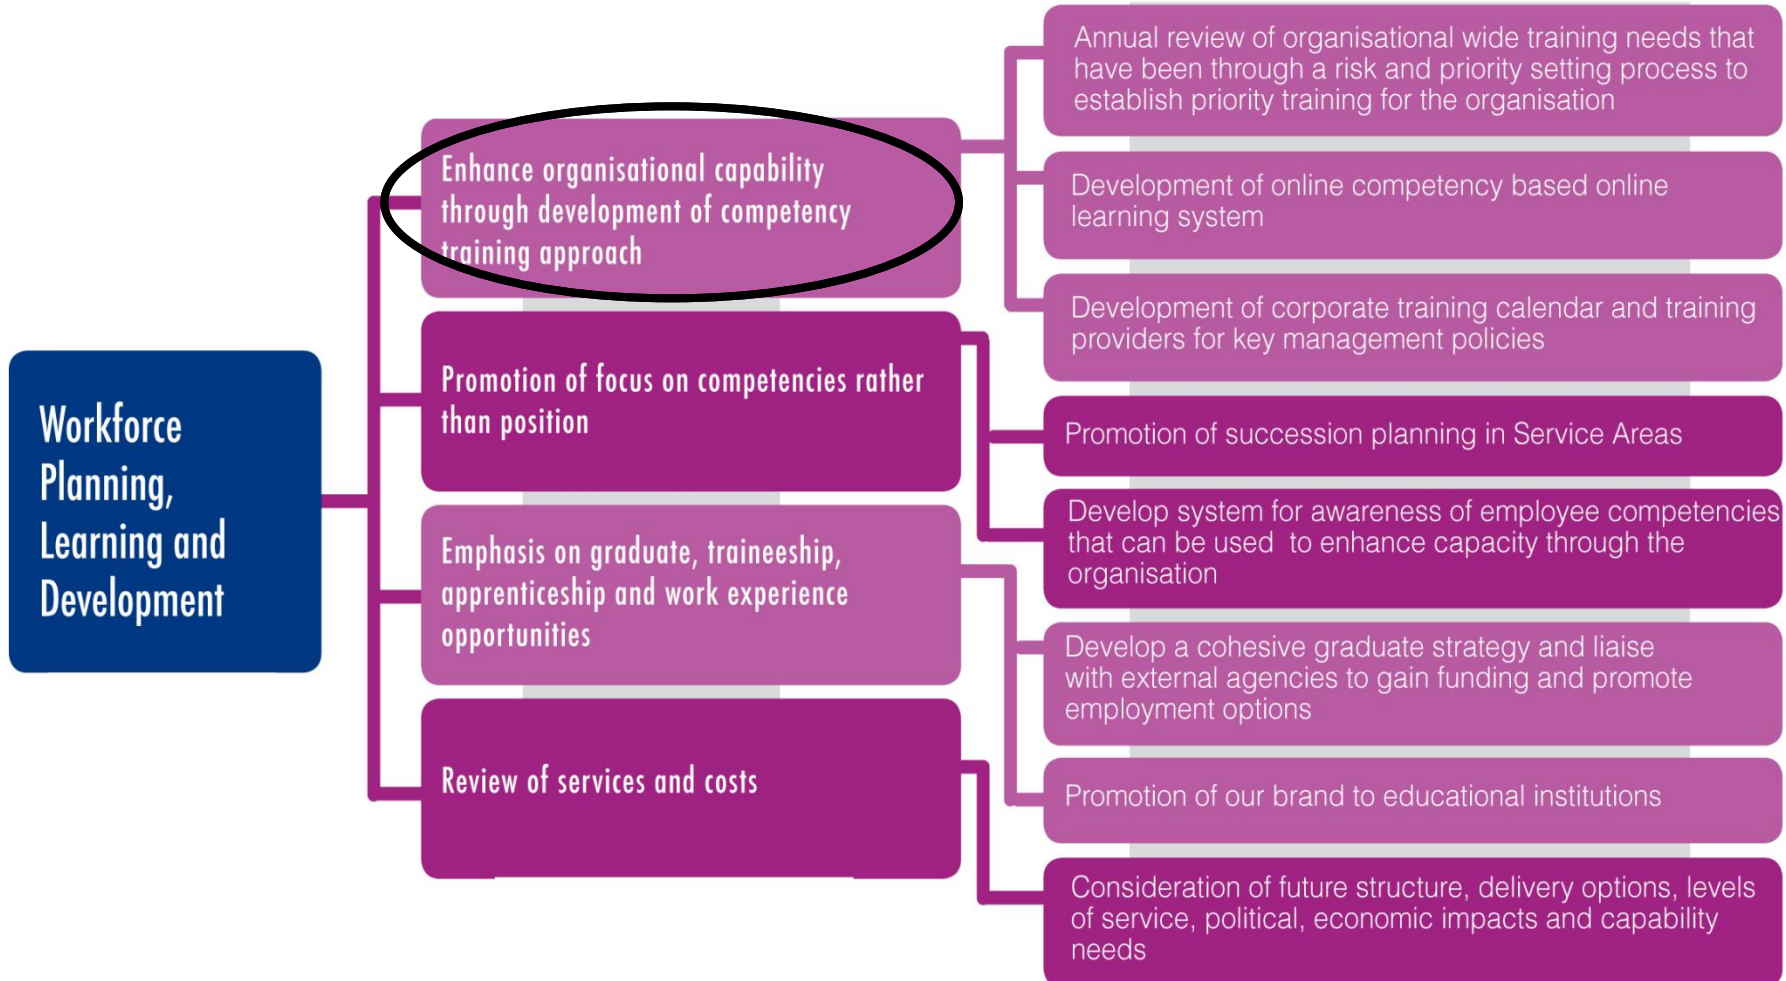 Workforce
Planning,
Learning and
Development
Enhance organisational capability
through development of competency
training approach
Annual review of organisational wide training needs that
have been through a risk and priority setting process to
establish priority training for the organisation
Development of online competency based online
learning system
Development of corporate training calendar and training
providers for key management policies
Promotion of focus on competencies rather
than position
Promotion of succession planning in Service Areas
Develop system for awareness of employee competencies
that can be used  to enhance capacity through the
organisation
Emphasis on graduate, traineeship,
apprenticeship and work experience
opportunities
Develop a cohesive graduate strategy and liaise
with external agencies to gain funding and promote
employment options
Promotion of our brand to educational institutions
Review of services and costs
Consideration of future structure, delivery options, levels
of service, political, economic impacts and capability
needs